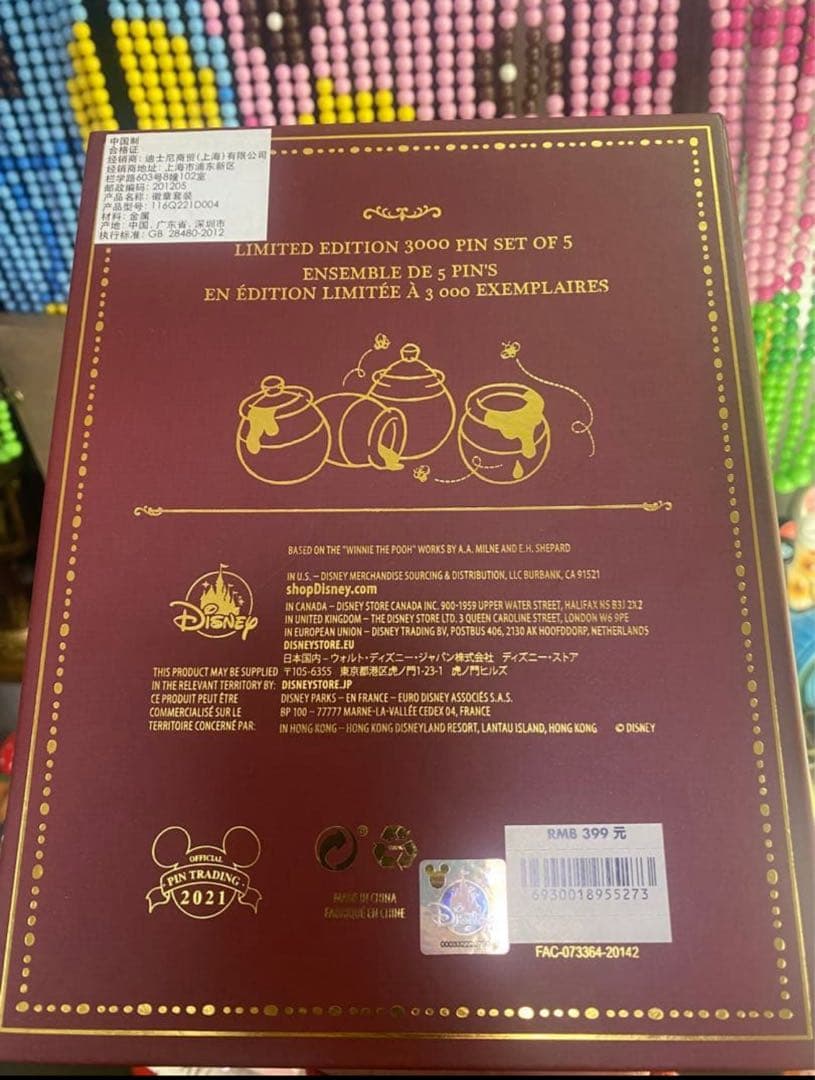 中国制
合格证
经销商: 迪士尼商贸(上海)有限公司
经销商地址: 上海市浦东新区
栏学路603号8幢102室
邮政编码: 201205
产品名称: 徽章套装
产品型号: 116Q221D004
材料: 金属
产地: 中国, 广东省, 深圳市
执行标准: GB 28480-2012
LIMITED EDITION 3000 PIN SET OF 5
ENSEMBLE DE 5 PIN'S
EN ÉDITION LIMITÉE À 3 000 EXEMPLAIRES
BASED ON THE "WINNIE THE POOH" WORKS BY A.A. MILNE AND E.H. SHEPARD
Disney
IN U.S. – DISNEY MERCHANDISE SOURCING & DISTRIBUTION, LLC BURBANK, CA 91521
shopDisney.com
IN CANADA – DISNEY STORE CANADA INC. 900-1959 UPPER WATER STREET, HALIFAX NS B3J 2X2
IN UNITED KINGDOM – THE DISNEY STORE LTD. 3 QUEEN CAROLINE STREET, LONDON W6 9PE
IN EUROPEAN UNION – DISNEY TRADING BV, POSTBUS 406, 2130 AK HOOFDDORP, NETHERLANDS
DISNEYSTORE.EU
日本国内 – ウォルト・ディズニー・ジャパン株式会社 ディズニー・ストア
THIS PRODUCT MAY BE SUPPLIED 〒105-6355 東京都港区虎ノ門1-23-1 虎ノ門ヒルズ
IN THE RELEVANT TERRITORY BY: DISNEYSTORE.JP
CE PRODUIT PEUT ÊTRE DISNEY PARKS – EN FRANCE – EURO DISNEY ASSOCIÉS S.A.S.
COMMERCIALISÉ SUR LE BP 100 – 77777 MARNE-LA-VALLÉE CEDEX 04, FRANCE
TERRITOIRE CONCERNÉ PAR: IN HONG KONG – HONG KONG DISNEYLAND RESORT, LANTAU ISLAND, HONG KONG © DISNEY
OFFICIAL
PIN TRADING
2021
MADE IN CHINA
FABRIQUÉ EN CHINE
Disney
RMB 399 元
6930018955273
FAC-073364-20142